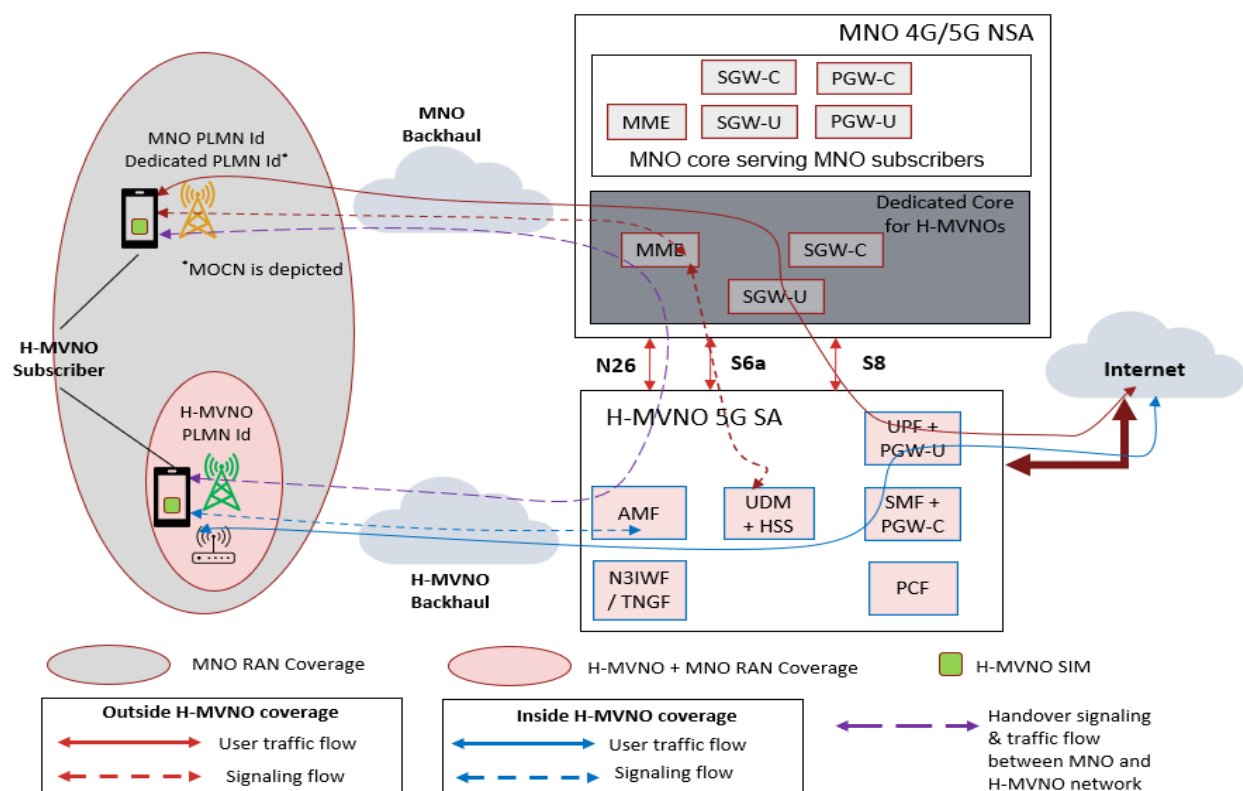 MNO 4G/5G NSA
SGW-C
PGW-C
MME
SGW-U
PGW-U
MNO core serving MNO subscribers
Dedicated Core
for H-MVNOs
MME
SGW-C
SGW-U
MNO
Backhaul
MNO PLMN Id
Dedicated PLMN Id*
*MOCN is depicted
H-MVNO
Subscriber
H-MVNO
PLMN Id
N26
S6a
S8
Internet
H-MVNO 5G SA
UPF +
PGW-U
AMF
UDM
+ HSS
SMF +
PGW-C
N3IWF
/ TNGF
PCF
H-MVNO
Backhaul
MNO RAN Coverage
H-MVNO + MNO RAN Coverage
H-MVNO SIM
Outside H-MVNO coverage
User traffic flow
Signaling flow
Inside H-MVNO coverage
User traffic flow
Signaling flow
Handover signaling
& traffic flow
between MNO and
H-MVNO network